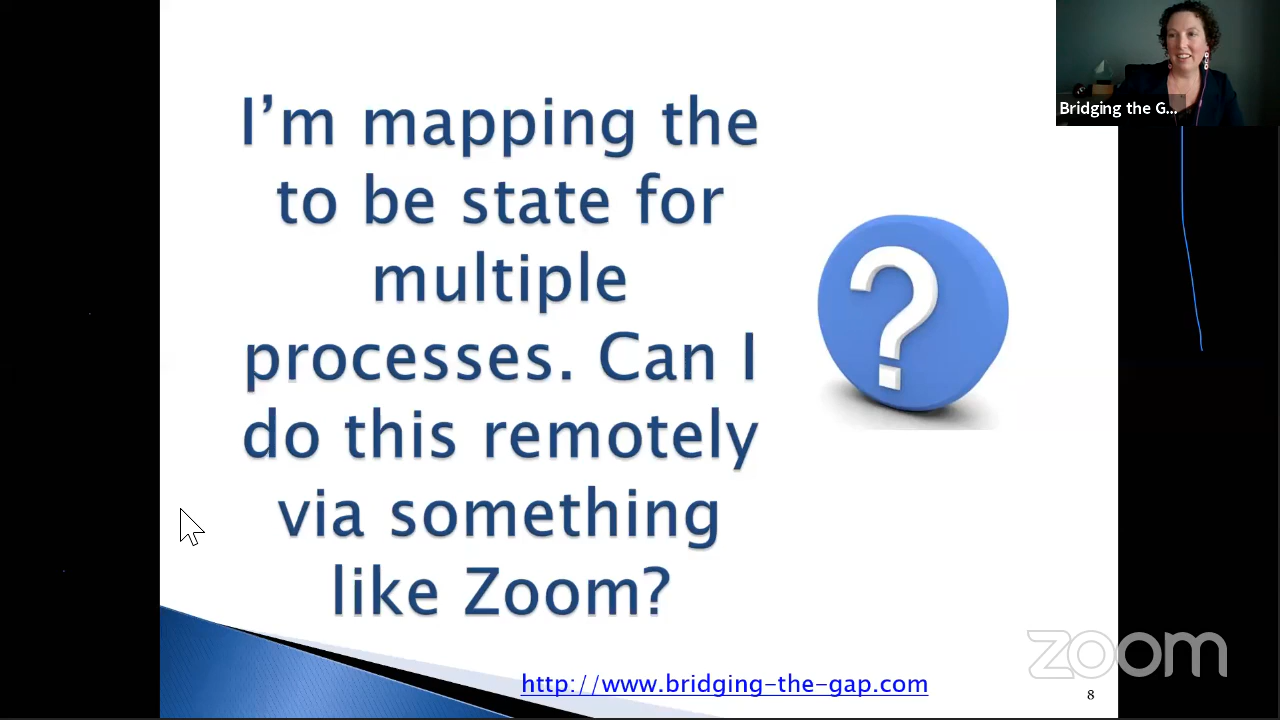 I'm mapping the
to be state for
multiple
processes. Can I
do this remotely
via something
like Zoom?
Bridging the G...
http://www.bridging-the-gap.com
8
zoom